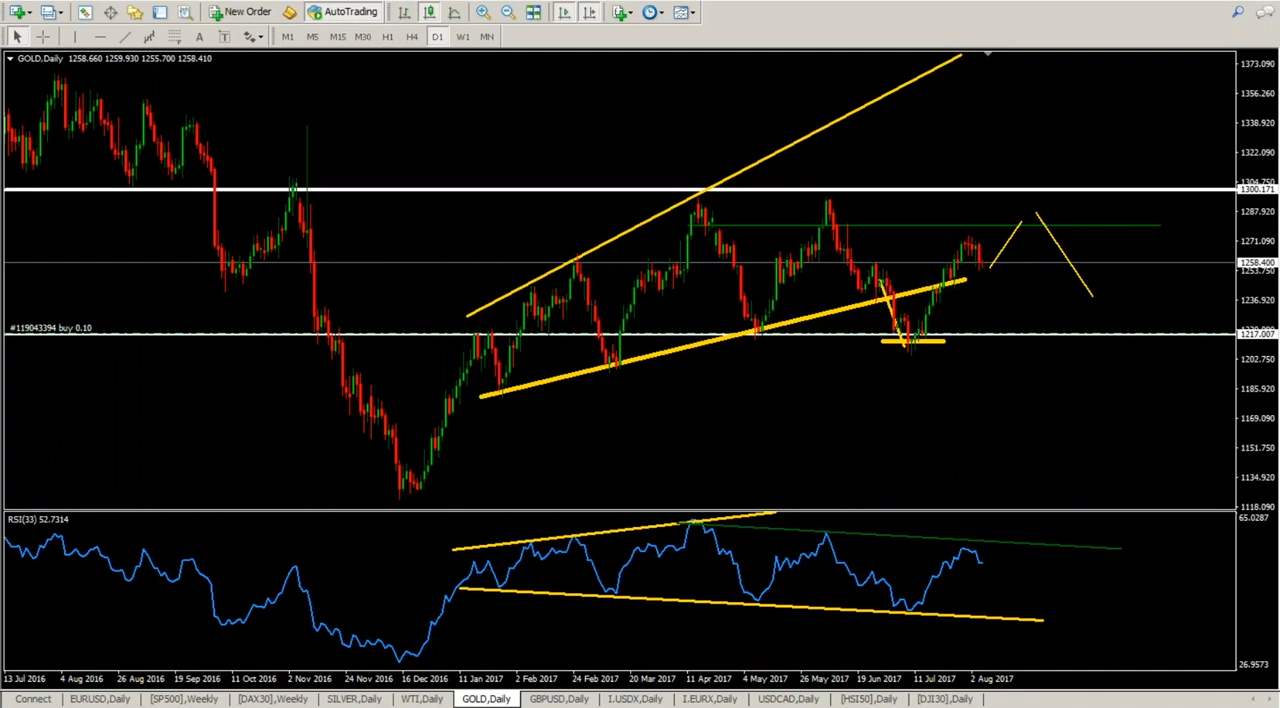 New Order AutoTrading
A T M1 M5 M15 M30 H1 H4 D1 W1 MN
GOLD,Daily 1258.660 1259.930 1255.700 1258.410
1373.090
1356.260
1338.920
1322.090
1304.750
1300.171
1287.920
1271.090
1258.400
1253.750
1236.920
#119043394 buy 0.10
1217.007
1202.750
1185.920
1169.090
1151.750
1134.920
1118.090
RSI(33) 52.7314
65.0287
26.9573
13 Jul 2016 4 Aug 2016 26 Aug 2016 19 Sep 2016 11 Oct 2016 2 Nov 2016 24 Nov 2016 16 Dec 2016 11 Jan 2017 2 Feb 2017 24 Feb 2017 20 Mar 2017 11 Apr 2017 4 May 2017 26 May 2017 19 Jun 2017 11 Jul 2017 2 Aug 2017
Connect EURUSD,Daily [SP500],Weekly [DAX30],Weekly SILVER,Daily WTI,Daily GOLD,Daily GBPUSD,Daily I.USDX,Daily I.EURX,Daily USDCAD,Daily [HSI50],Daily [DJI30],Daily